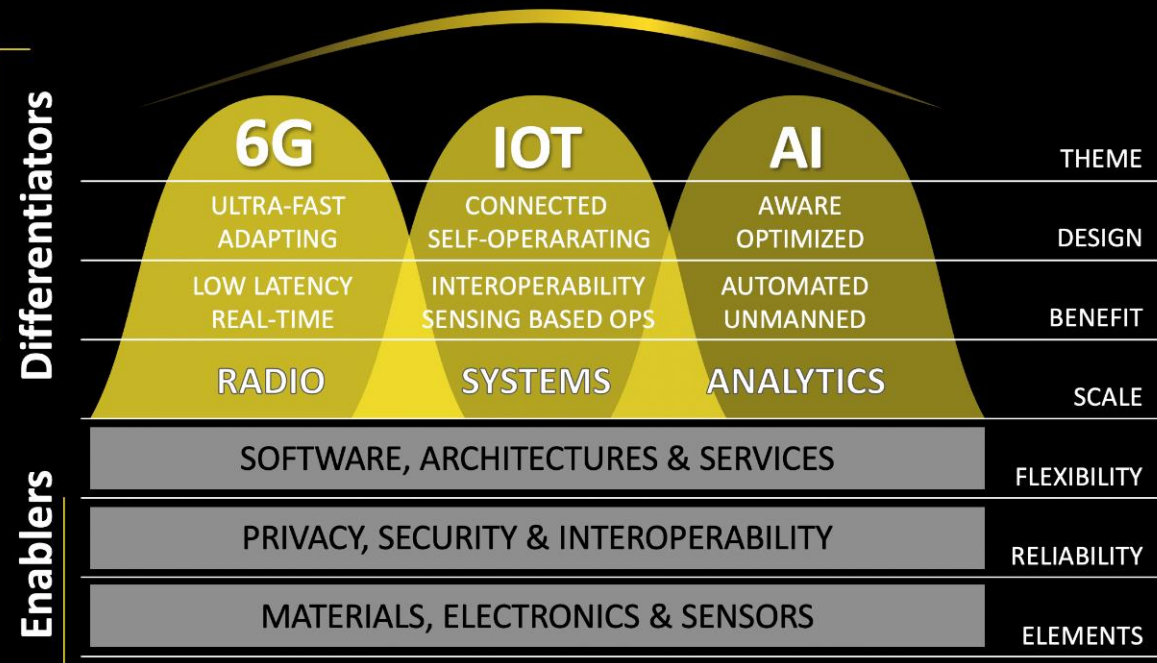 Differentiators
6G IOT AI THEME
ULTRA-FAST CONNECTED AWARE
ADAPTING SELF-OPERARATING OPTIMIZED DESIGN
LOW LATENCY INTEROPERABILITY AUTOMATED
REAL-TIME SENSING BASED OPS UNMANNED BENEFIT
RADIO SYSTEMS ANALYTICS SCALE
Enablers
SOFTWARE, ARCHITECTURES & SERVICES FLEXIBILITY
PRIVACY, SECURITY & INTEROPERABILITY RELIABILITY
MATERIALS, ELECTRONICS & SENSORS ELEMENTS